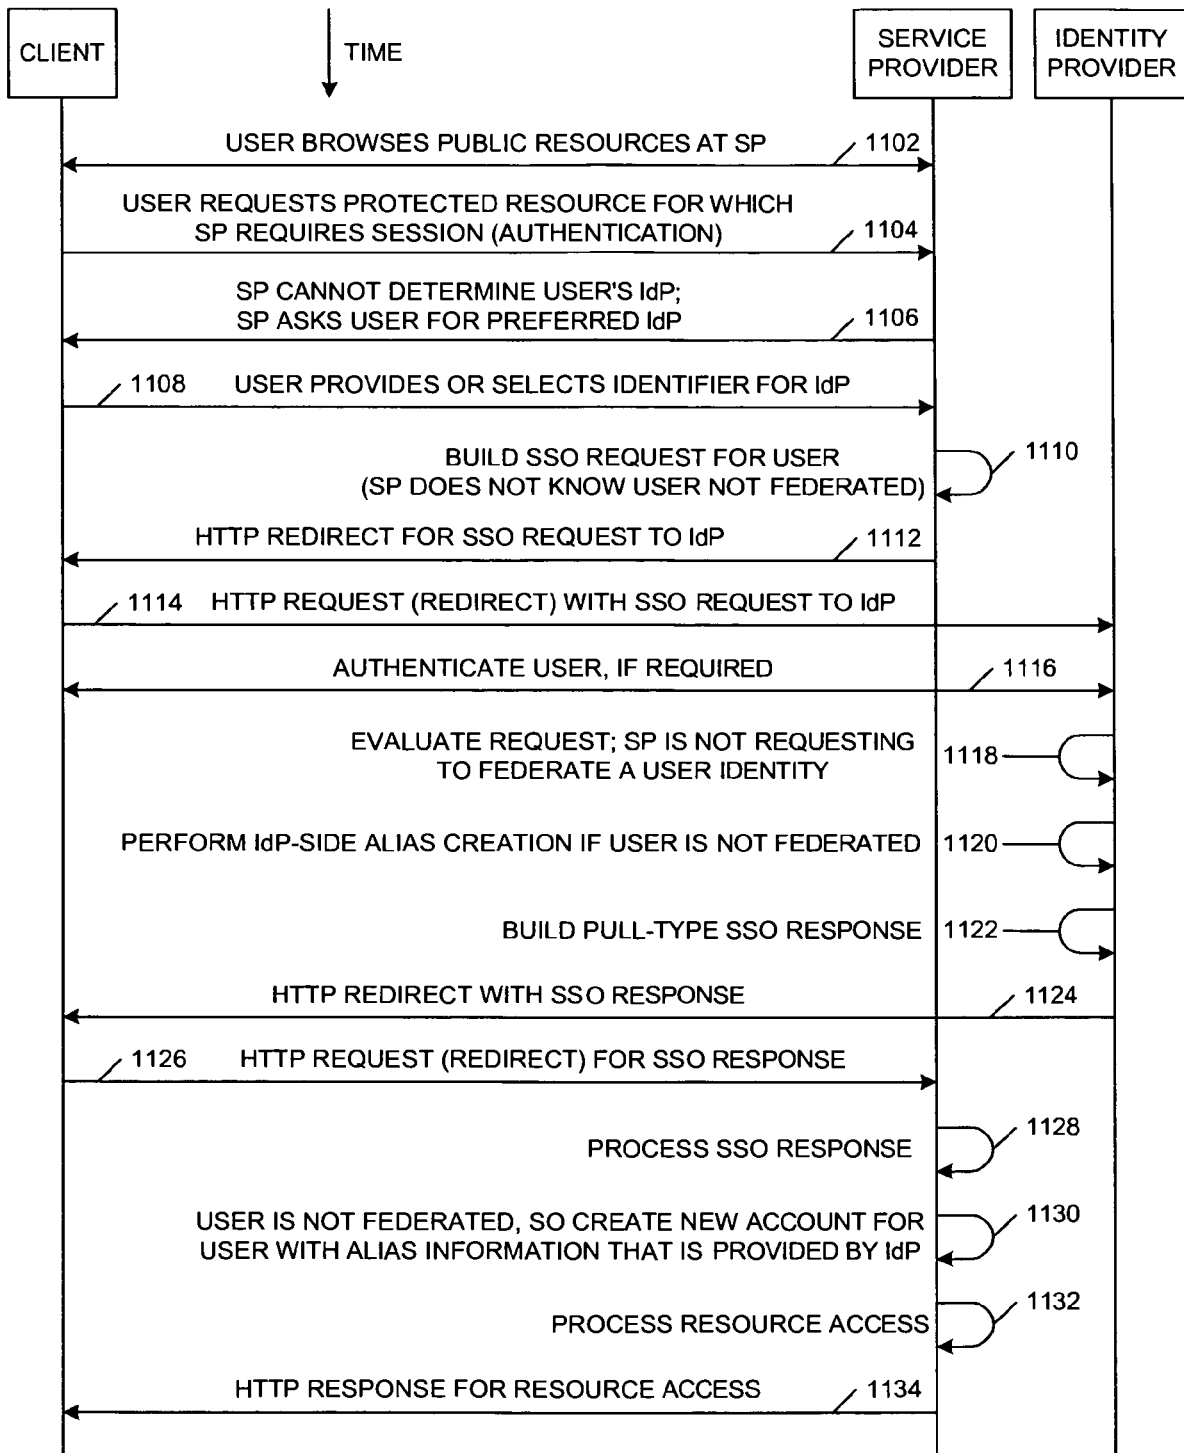 CLIENT
TIME
SERVICE
PROVIDER
IDENTITY
PROVIDER
USER BROWSES PUBLIC RESOURCES AT SP
1102
USER REQUESTS PROTECTED RESOURCE FOR WHICH
SP REQUIRES SESSION (AUTHENTICATION)
1104
SP CANNOT DETERMINE USER'S IdP;
SP ASKS USER FOR PREFERRED IdP
1106
1108
USER PROVIDES OR SELECTS IDENTIFIER FOR IdP
BUILD SSO REQUEST FOR USER
(SP DOES NOT KNOW USER NOT FEDERATED)
1110
HTTP REDIRECT FOR SSO REQUEST TO IdP
1112
1114
HTTP REQUEST (REDIRECT) WITH SSO REQUEST TO IdP
AUTHENTICATE USER, IF REQUIRED
1116
EVALUATE REQUEST; SP IS NOT REQUESTING
TO FEDERATE A USER IDENTITY
1118
PERFORM IdP-SIDE ALIAS CREATION IF USER IS NOT FEDERATED
1120
BUILD PULL-TYPE SSO RESPONSE
1122
HTTP REDIRECT WITH SSO RESPONSE
1124
1126
HTTP REQUEST (REDIRECT) FOR SSO RESPONSE
PROCESS SSO RESPONSE
1128
USER IS NOT FEDERATED, SO CREATE NEW ACCOUNT FOR
USER WITH ALIAS INFORMATION THAT IS PROVIDED BY IdP
1130
PROCESS RESOURCE ACCESS
1132
HTTP RESPONSE FOR RESOURCE ACCESS
1134